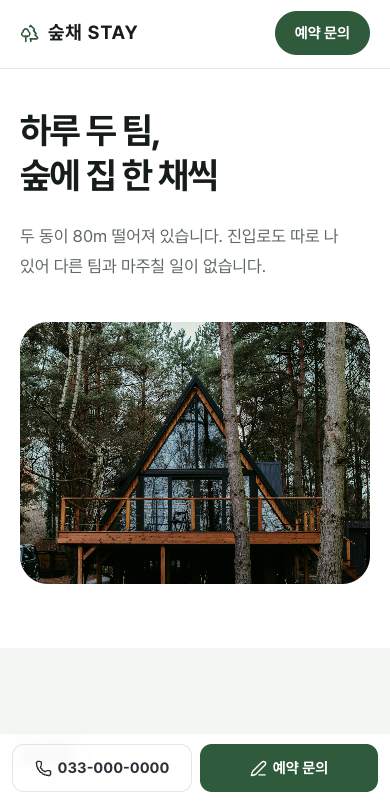 숲채 STAY
예약 문의
하루 두 팀,
숲에 집 한 채씩
두 동이 80m 떨어져 있습니다. 진입로도 따로 나
있어 다른 팀과 마주칠 일이 없습니다.
033-000-0000
예약 문의